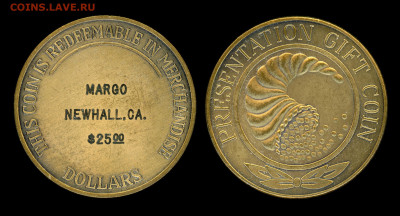 COINS.LAVE.RU
THIS COIN IS REDEEMABLE IN MERCHANDISE
MARGO
NEWHALL, CA.
$25.00
DOLLARS
PRESENTATION GIFT COIN